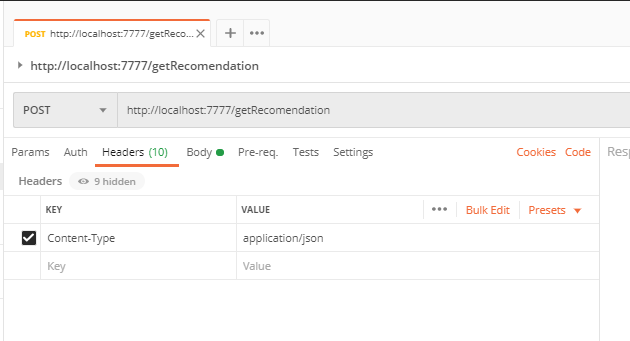 POST http://localhost:7777/getReco...
http://localhost:7777/getRecomendation
POST http://localhost:7777/getRecomendation
Params Auth Headers (10) Body Pre-req. Tests Settings Cookies Code Resp
Headers 9 hidden
KEY VALUE ••• Bulk Edit Presets
Content-Type application/json
Key Value